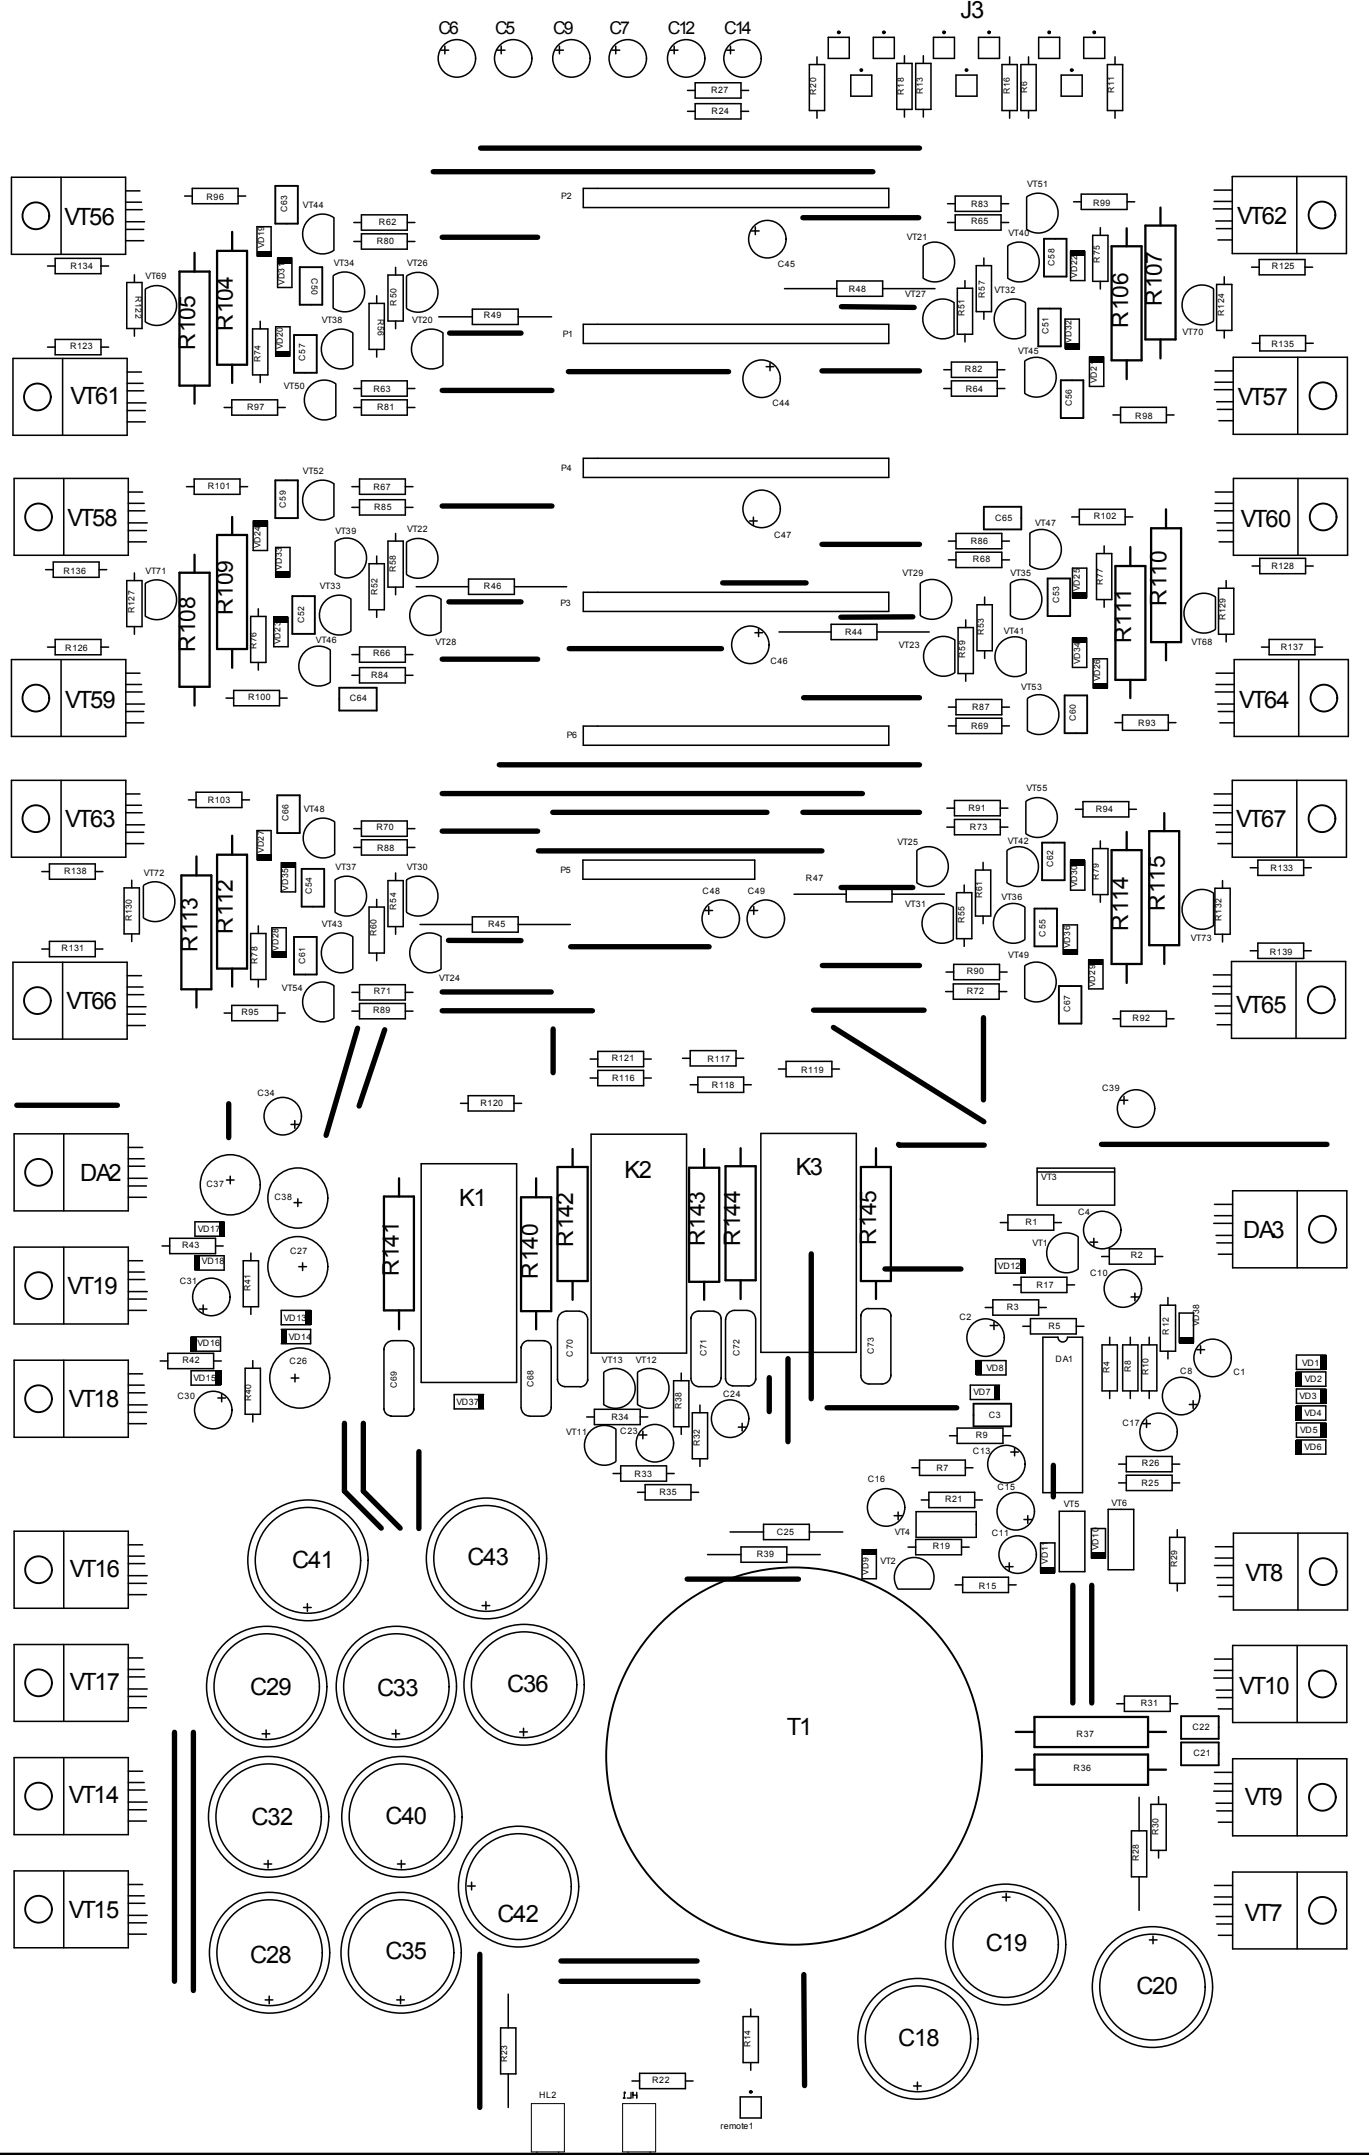 J3
C6 C5 C9 C7 C12 C14
R20 R18 R13 R16 R6 R11
R27
R24
P2
VT56 R96 C63 VT44 R62 R80 VD19
R134 VT69 R122 R105 R104 C50 VT34 VT26 R50
R49 R56 VT38 VT20 VD20 C57 R74
R123 VT61 VT50 R63 R81 R97
C45 R48 P1 C44
VT51 R83 R65 R99 VT62
VT21 VT40 C58 VD22 R75 R106 R107 R125
VT27 R51 R57 VT32 C51 VD32 R124 VT70
VT45 R82 R64 C56 R98 R135 VT57
P4
VT58 R101 C59 VT52 R67 R85
VD24 VT39 VT22 VD33 R58 R52
R136 VT71 R127 R108 R109 VT33 C52 VD23 R76 R46
R126 VT46 R66 R84 VT28
VT59 R100 C64
C47 P3 R44 C46
C65 VT47 R102 VT60
R86 R68 R77 R110 R128
VT29 VT35 C53 VD25 R111 R129
VT23 R59 R53 VT41 VD34 VD26 VT68 R137
VT53 R87 R69 C60 R93 VT64
P6
VT63 R103 C66 VT48 R70 R88 VD27
R138 VT72 R130 R113 R112 VD35 C54 VT37 VT30 R54
R131 R78 VD28 C61 VT43 R60 R45 VT24
VT66 R95 VT54 R71 R89
P5 R47 C48 C49
VT55 R91 R73 R94 VT67
VT25 VT42 C62 VD30 R79 R114 R115 R133
VT31 R55 R61 VT36 C55 VD36 R132 VT73
VT49 R90 R72 C67 VD29 R92 R139 VT65
R121 R117
R116 R118 R119
R120
C34 C39
DA2 C37 C38
K1 K2 K3
R141 R140 R142 R143 R144 R145
VT3 DA3
VD17 R43 VD18 C27 R41 C31 VT19
VD13 VD14 VD16 R42 VD15 C26 R40 C30 VT18
C69 C68 C70 C71 C72 C73 VD37
VT13 VT12 R38 R34 VT11 C23 R32 C24 R33 R35
R1 C4 VT1 R2 VD12 R17 C10
R3 C2 R5 R12 VD38 DA1 VD8 R4 R8 R10 C8 C1
VD7 C3 R9 C17 C13 R7 R26 R25
VD1
VD2
VD3
VD4
VD5
VD6
C16 R21 C15 VT4 R19 C11 VT5 VT6 VD10 VD11
C25 R39 VD9 VT2 R15 R29
VT16 C41 C43 VT8
VT17 C29 C33 C36 T1 VT10
R31 R37 C22
R36 C21
VT14 C32 C40 VT9
R28 R30
VT15 C42 VT7
C28 C35 C19
C20
C18
R23 R14
R22
HL2 remote1